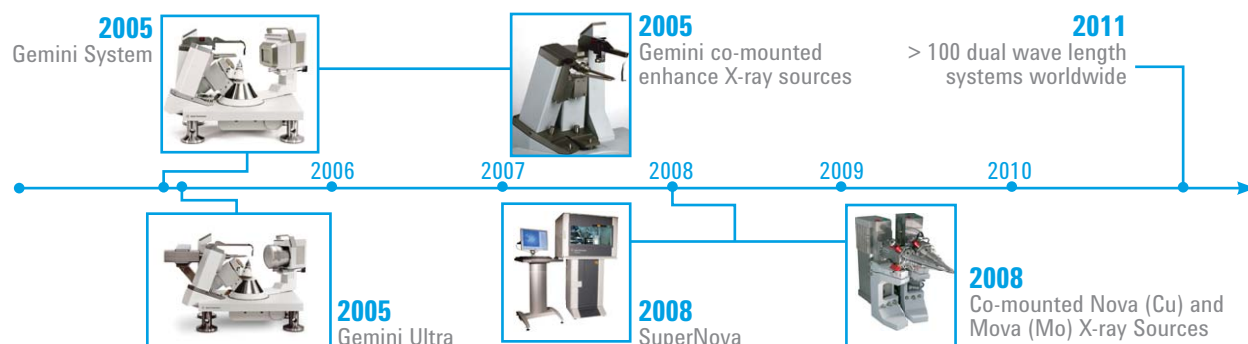 2005
Gemini System
2005
Gemini co-mounted
enhance X-ray sources
2011
> 100 dual wave length
systems worldwide
2006
2007
2008
2009
2010
2005
Gemini Ultra
2008
SuperNova
2008
Co-mounted Nova (Cu) and
Mova (Mo) X-ray Sources